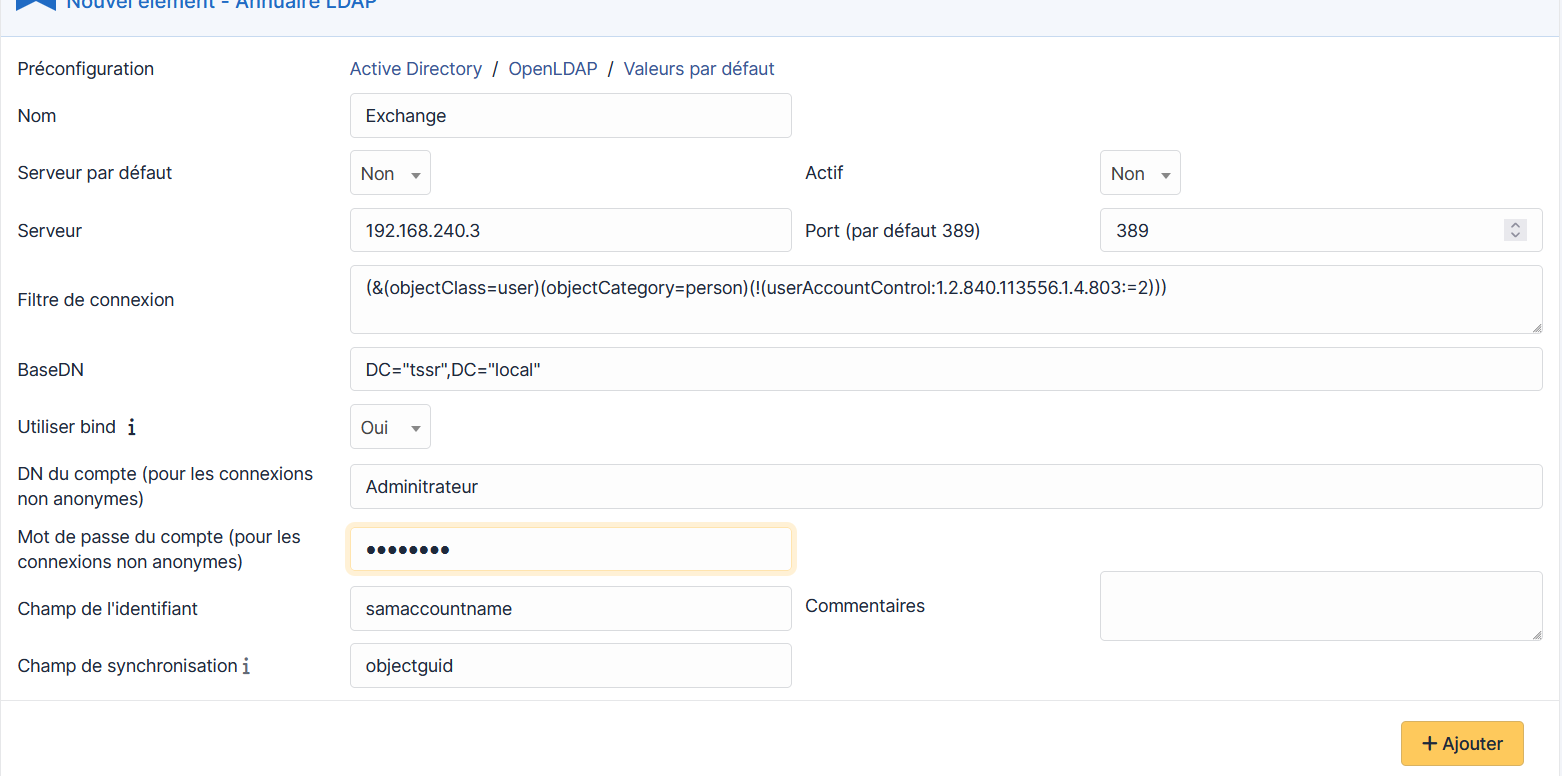 Nouvel élément - Annuaire LDAP
Préconfiguration Active Directory / OpenLDAP / Valeurs par défaut
Nom Exchange
Serveur par défaut Non Actif Non
Serveur 192.168.240.3 Port (par défaut 389) 389
Filtre de connexion (&(objectClass=user)(objectCategory=person)(!(userAccountControl:1.2.840.113556.1.4.803:=2)))
BaseDN DC="tssr",DC="local"
Utiliser bind i Oui
DN du compte (pour les connexions
non anonymes) Adminitrateur
Mot de passe du compte (pour les
connexions non anonymes) ••••••••
Champ de l'identifiant samaccountname Commentaires
Champ de synchronisation i objectguid
+ Ajouter